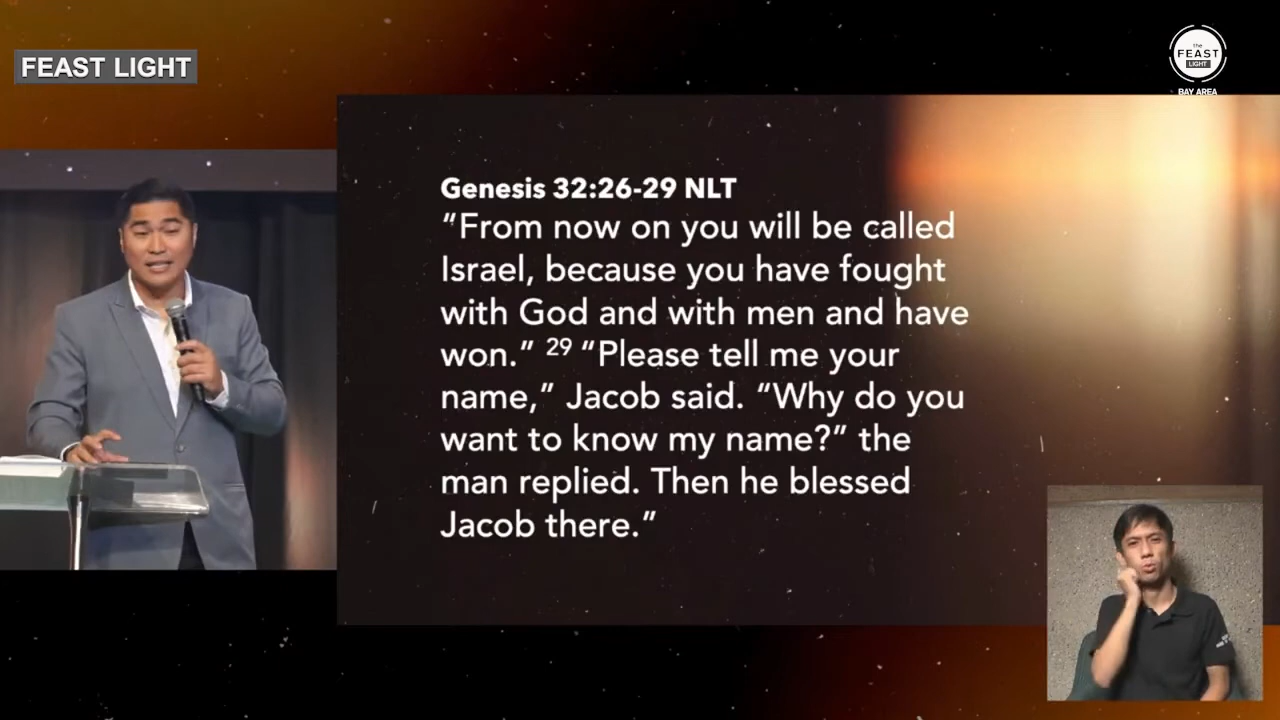 FEAST LIGHT
the
FEAST
LIGHT
BAY AREA
Genesis 32:26-29 NLT
“From now on you will be called
Israel, because you have fought
with God and with men and have
won.” 29 “Please tell me your
name,” Jacob said. “Why do you
want to know my name?” the
man replied. Then he blessed
Jacob there.”